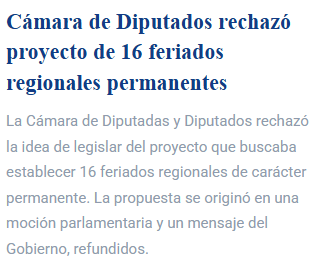 Cámara de Diputados rechazó
proyecto de 16 feriados
regionales permanentes
La Cámara de Diputadas y Diputados rechazó
la idea de legislar del proyecto que buscaba
establecer 16 feriados regionales de carácter
permanente. La propuesta se originó en una
moción parlamentaria y un mensaje del
Gobierno, refundidos.